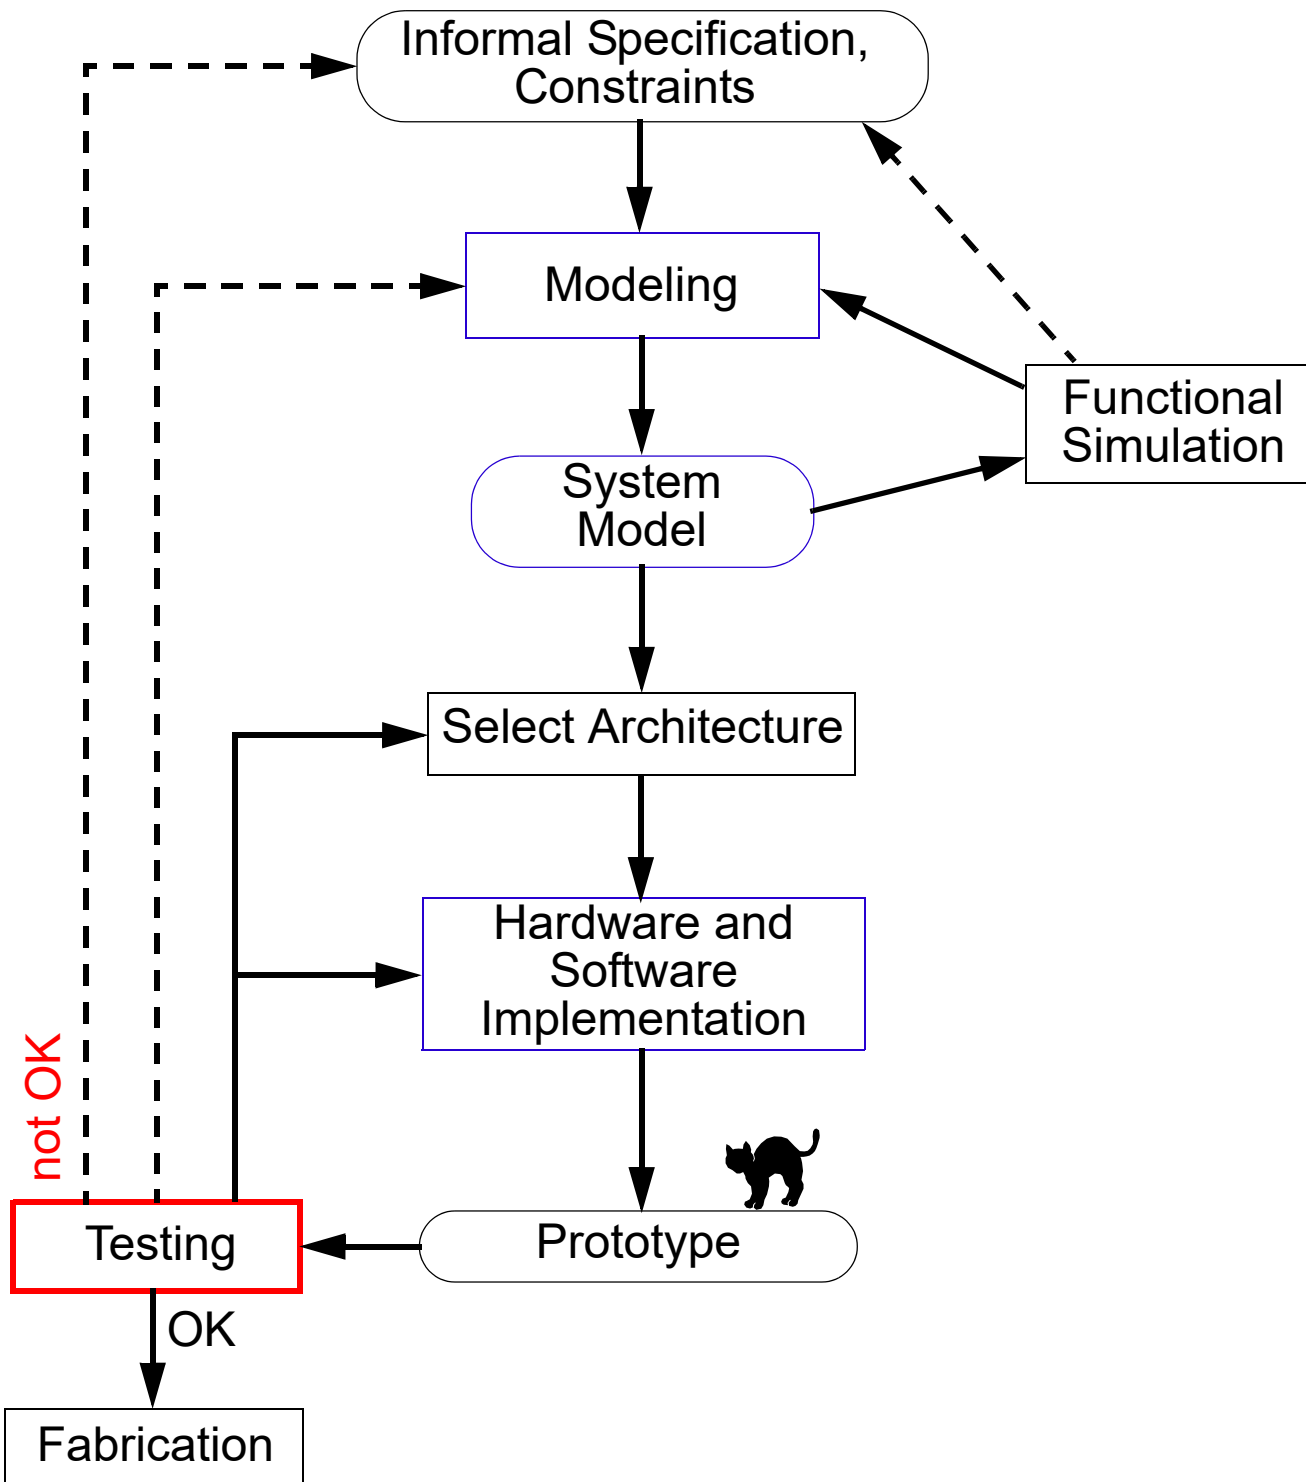 Informal Specification,
Constraints
Modeling
Functional
Simulation
System
Model
Select Architecture
Hardware and
Software
Implementation
not OK
Prototype
Testing
OK
Fabrication